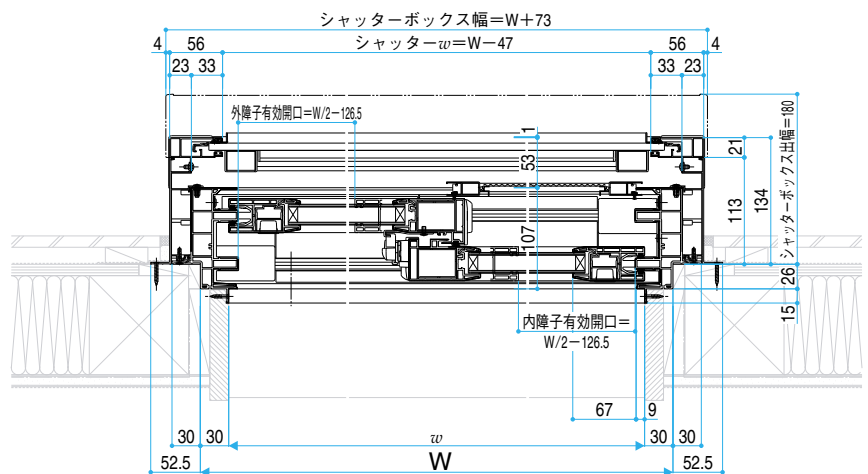 シャッターボックス幅＝W＋73
4 56 シャッターw＝W－47 56 4
23 33 33 23
外障子有効開口＝W/2－126.5
1
53
107
21
113
134
シャッターボックス出幅＝180
26
15
内障子有効開口＝
W/2－126.5
67 9
30 30 w 30 30
52.5 W 52.5